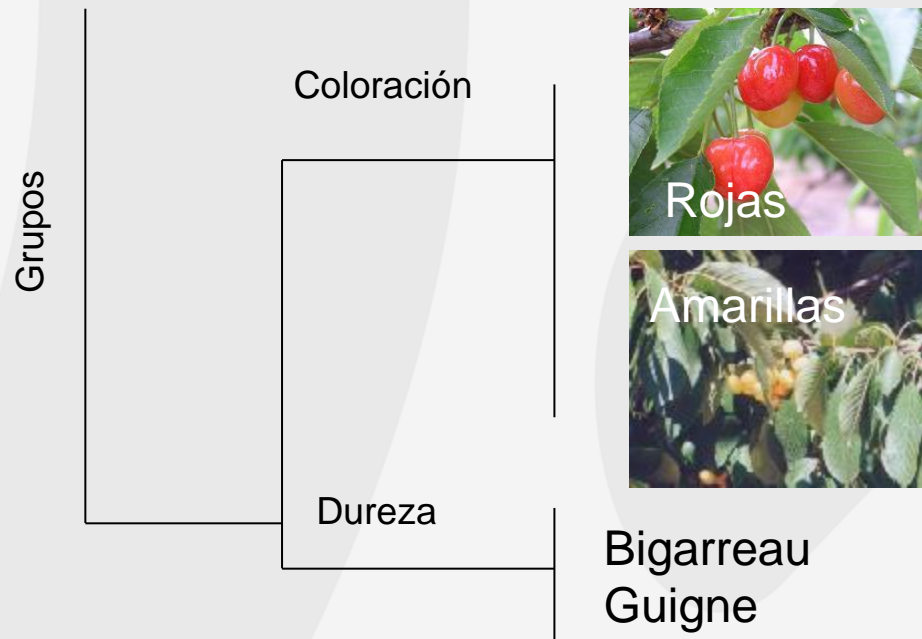 Grupos
Coloración
Rojas
Amarillas
Dureza
Bigarreau
Guigne